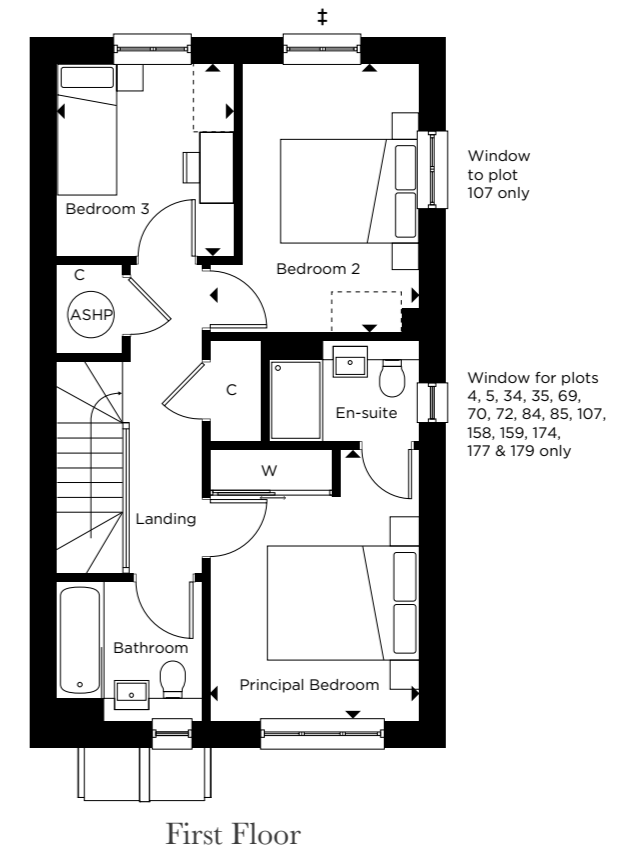 ‡
Window
to plot
107 only
Bedroom 3
Bedroom 2
C
ASHP
C
En-suite
Window for plots
4, 5, 34, 35, 69,
70, 72, 84, 85, 107,
158, 159, 174,
177 & 179 only
W
Landing
Bathroom
Principal Bedroom
First Floor